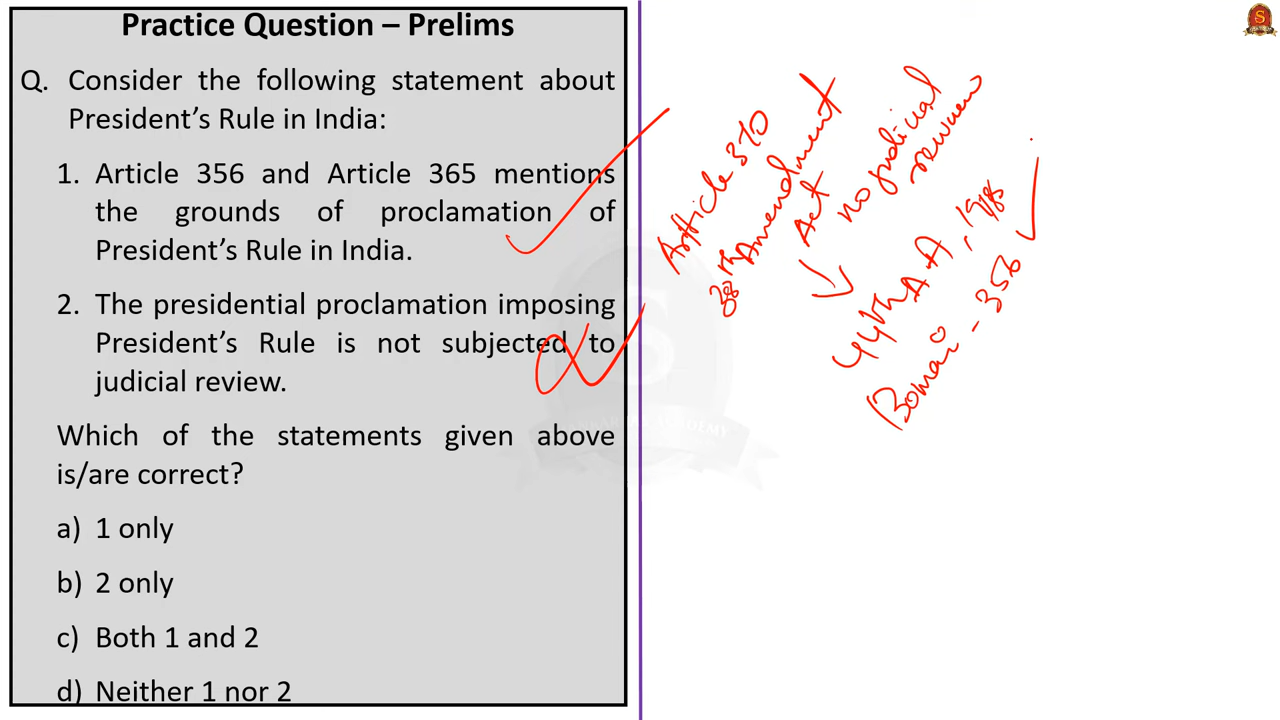 Practice Question – Prelims
Q. Consider the following statement about
President's Rule in India:
1. Article 356 and Article 365 mentions
the grounds of proclamation of
President's Rule in India.
2. The presidential proclamation imposing
President's Rule is not subjected to
judicial review.
Which of the statements given above
is/are correct?
a) 1 only
b) 2 only
c) Both 1 and 2
d) Neither 1 nor 2
Article 370
38th Amendment
Act
no judicial
review
44th A A, 1978
Bomai - 356
ACADEMY